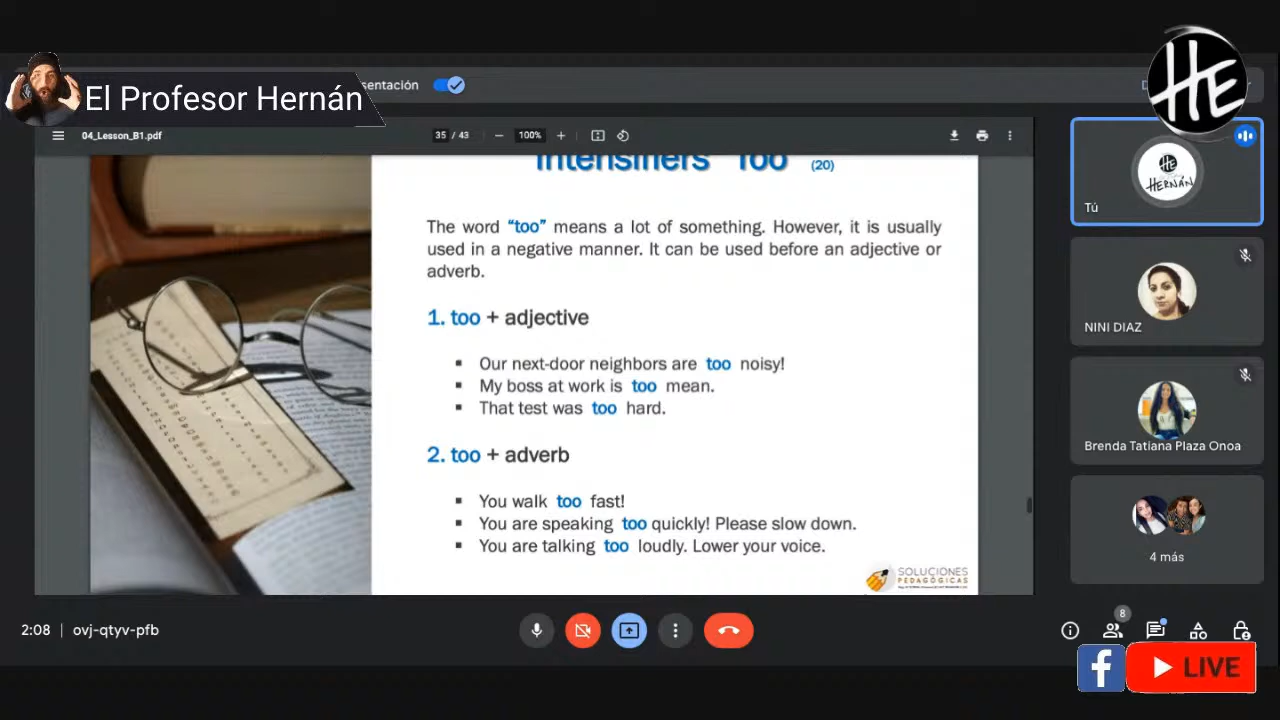 El Profesor Hernán
sentación
HE
04_Lesson_B1.pdf
35 / 43
100%
Intensifiers "Too" (20)
The word "too" means a lot of something. However, it is usually
used in a negative manner. It can be used before an adjective or
adverb.
1. too + adjective
▪ Our next-door neighbors are too noisy!
▪ My boss at work is too mean.
▪ That test was too hard.
2. too + adverb
▪ You walk too fast!
▪ You are speaking too quickly! Please slow down.
▪ You are talking too loudly. Lower your voice.
SOLUCIONES
PEDAGÓGICAS
HE
HERNÁN
Tú
NINI DIAZ
Brenda Tatiana Plaza Onoa
4 más
2:08 | ovj-qtyv-pfb
8
f LIVE